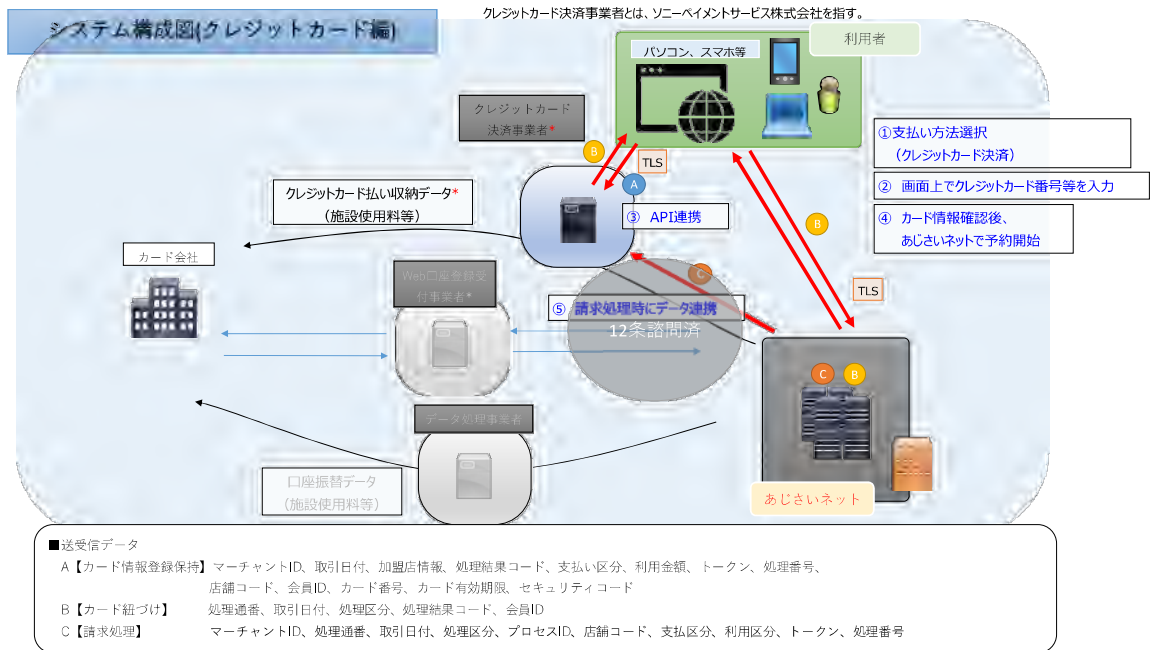 クレジットカード決済事業者とは、ソニーペイメントサービス株式会社を指す。
システム構成図(クレジットカード編)
利用者
パソコン、スマホ等
クレジットカード
決済事業者*
B
TLS
A
①支払い方法選択
（クレジットカード決済）
② 画面上でクレジットカード番号等を入力
③ API連携
④ カード情報確認後、
あじさいネットで予約開始
クレジットカード払い収納データ*
（施設使用料等）
B
カード会社
Web口座登録受
付事業者*
C
TLS
⑤ 請求処理時にデータ連携
12条諮問済
C
B
データ処理事業者
口座振替データ
（施設使用料等）
あじさいネット
■送受信データ
A【カード情報登録保持】マーチャントID、取引日付、加盟店情報、処理結果コード、支払い区分、利用金額、トークン、処理番号、
店舗コード、会員ID、カード番号、カード有効期限、セキュリティコード
B【カード紐づけ】 処理通番、取引日付、処理区分、処理結果コード、会員ID
C【請求処理】 マーチャントID、処理通番、取引日付、処理区分、プロセスID、店舗コード、支払区分、利用区分、トークン、処理番号